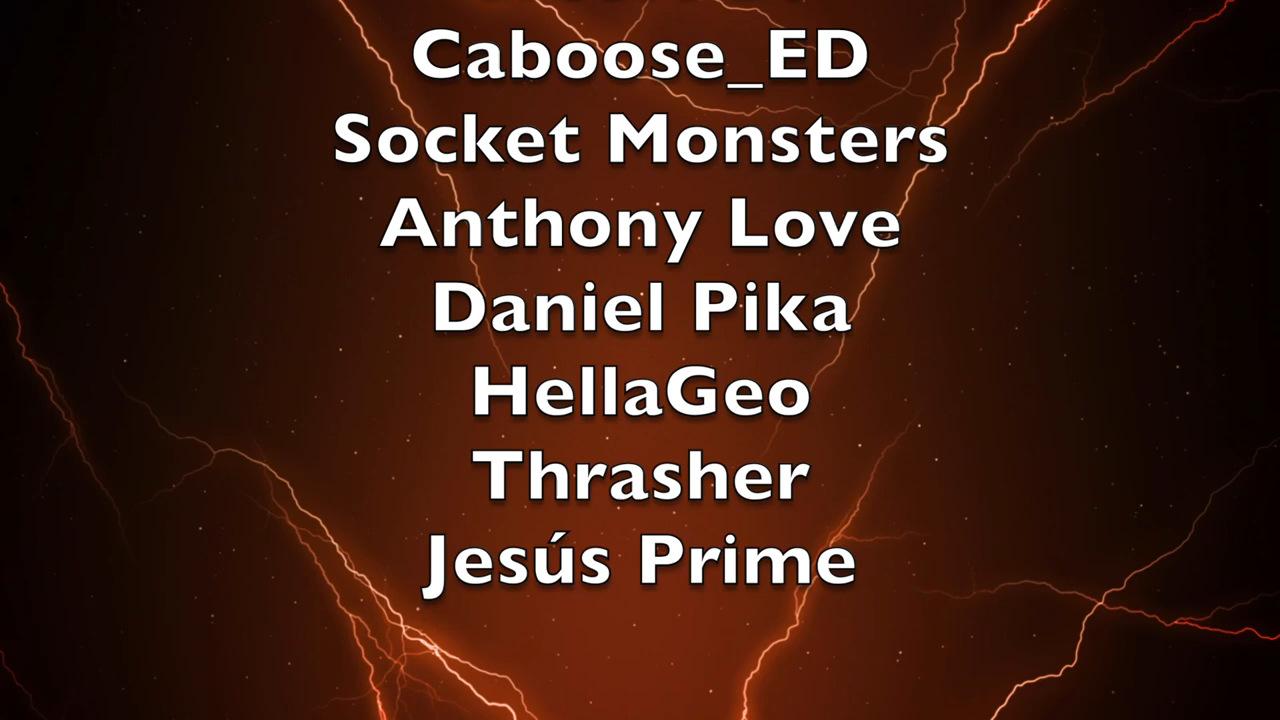 Caboose_ED
Socket Monsters
Anthony Love
Daniel Pika
HellaGeo
Thrasher
Jesús Prime